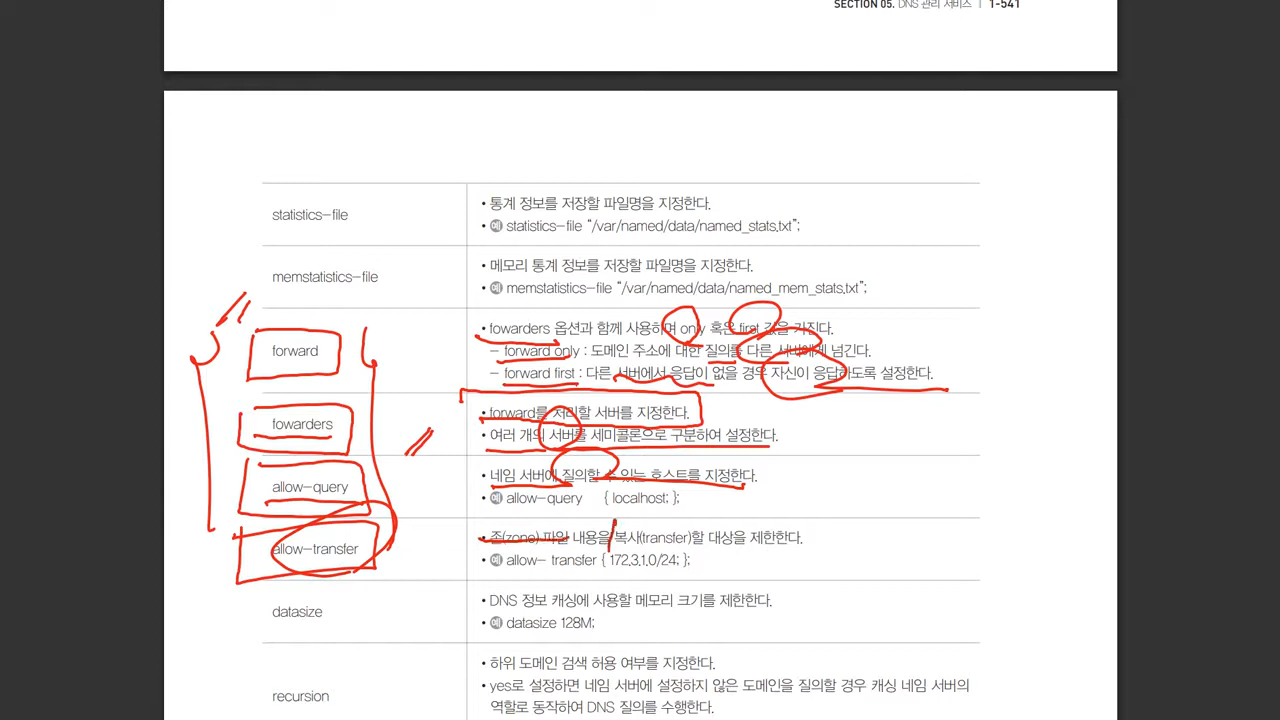 SECTION 05. DNS 관리 서비스 | 1-541
statistics-file
• 통계 정보를 저장할 파일명을 지정한다.
• 예 statistics-file "/var/named/data/named_stats.txt";
memstatistics-file
• 메모리 통계 정보를 저장할 파일명을 지정한다.
• 예 memstatistics-file "/var/named/data/named_mem_stats.txt";
forward
• fowarders 옵션과 함께 사용하며 only 혹은 first 값을 가진다.
- forward only : 도메인 주소에 대한 질의를 다른 서버에게 넘긴다.
- forward first : 다른 서버에서 응답이 없을 경우 자신이 응답하도록 설정한다.
fowarders
• forward를 처리할 서버를 지정한다.
• 여러 개의 서버를 세미콜론으로 구분하여 설정한다.
allow-query
• 네임 서버에 질의할 수 있는 호스트를 지정한다.
• 예 allow-query { localhost; };
allow-transfer
• 존(zone) 파일 내용을 복사(transfer)할 대상을 제한한다.
• 예 allow- transfer { 172.3.1.0/24; };
datasize
• DNS 정보 캐싱에 사용할 메모리 크기를 제한한다.
• 예 datasize 128M;
recursion
• 하위 도메인 검색 허용 여부를 지정한다.
• yes로 설정하면 네임 서버에 설정하지 않은 도메인을 질의할 경우 캐싱 네임 서버의
역할로 동작하여 DNS 질의를 수행한다.